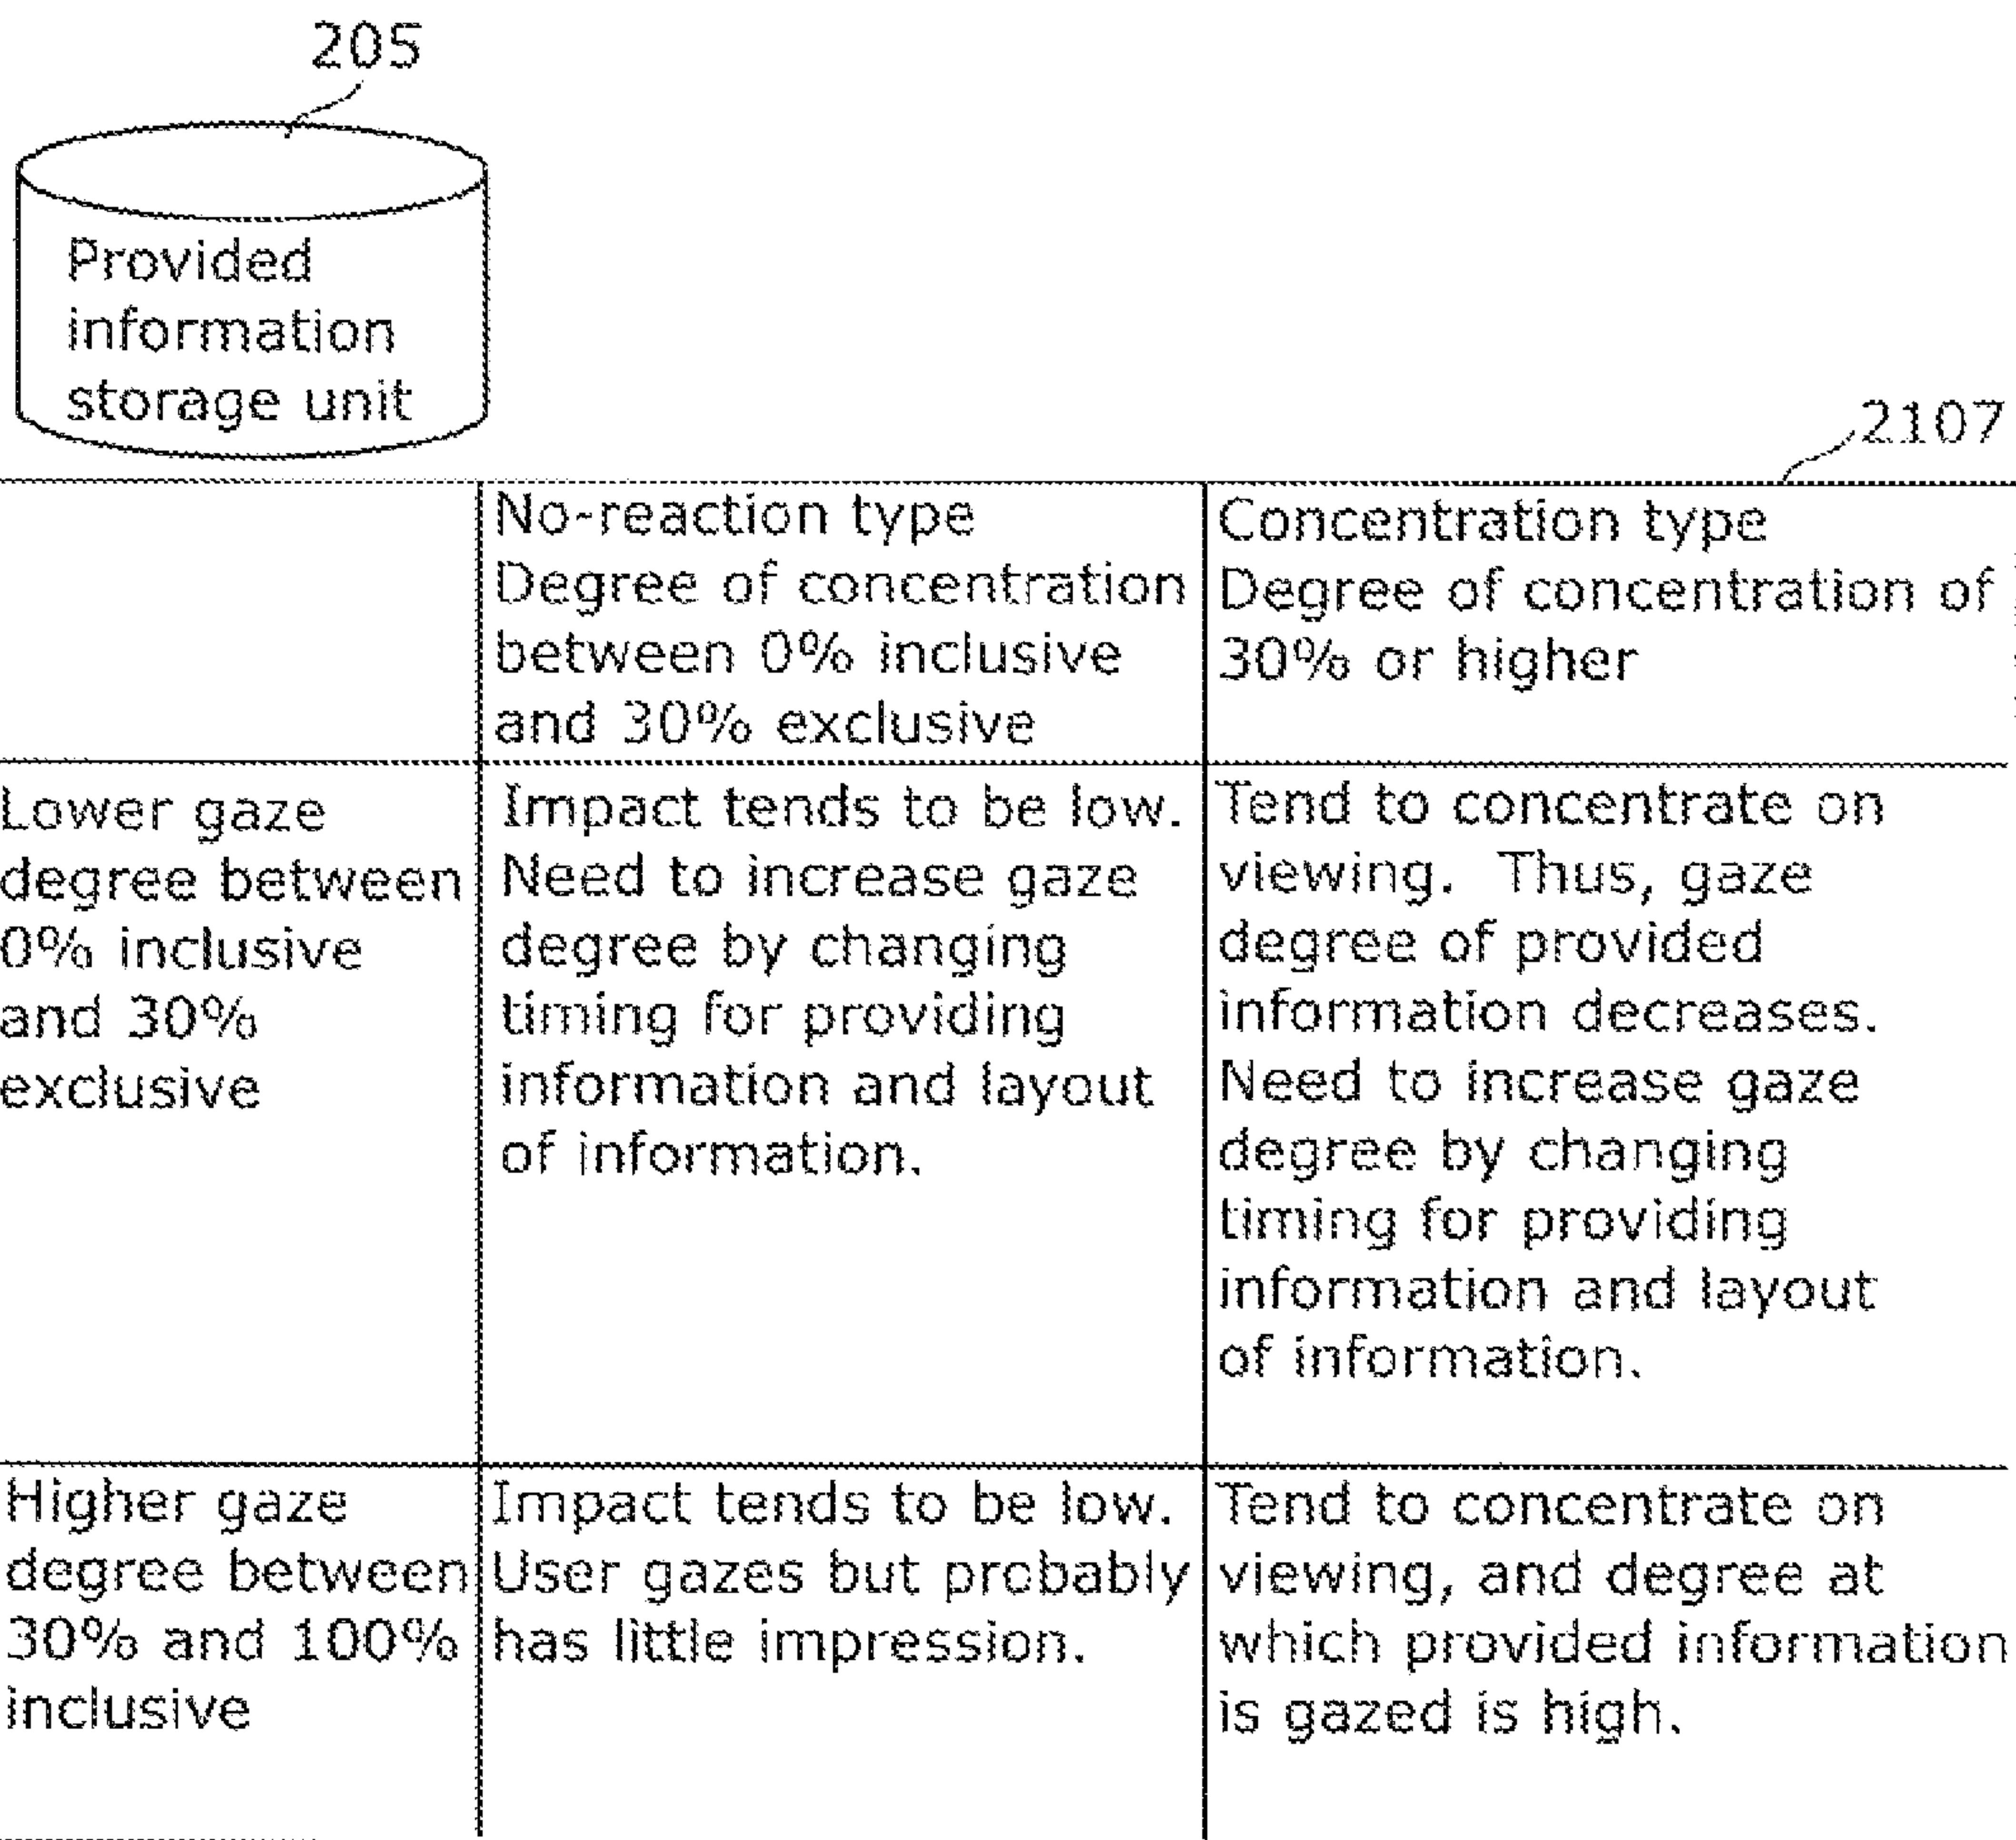 205
Provided
information
storage unit
2107
No-reaction type
Degree of concentration
between 0% inclusive
and 30% exclusive
Concentration type
Degree of concentration of
30% or higher
Lower gaze
degree between
0% inclusive
and 30%
exclusive
Impact tends to be low.
Need to increase gaze
degree by changing
timing for providing
information and layout
of information.
Tend to concentrate on
viewing. Thus, gaze
degree of provided
information decreases.
Need to increase gaze
degree by changing
timing for providing
information and layout
of information.
Higher gaze
degree between
30% and 100%
inclusive
Impact tends to be low.
User gazes but probably
has little impression.
Tend to concentrate on
viewing, and degree at
which provided information
is gazed is high.